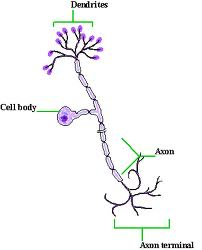 Dendrites
Cell body
Axon
Axon terminal